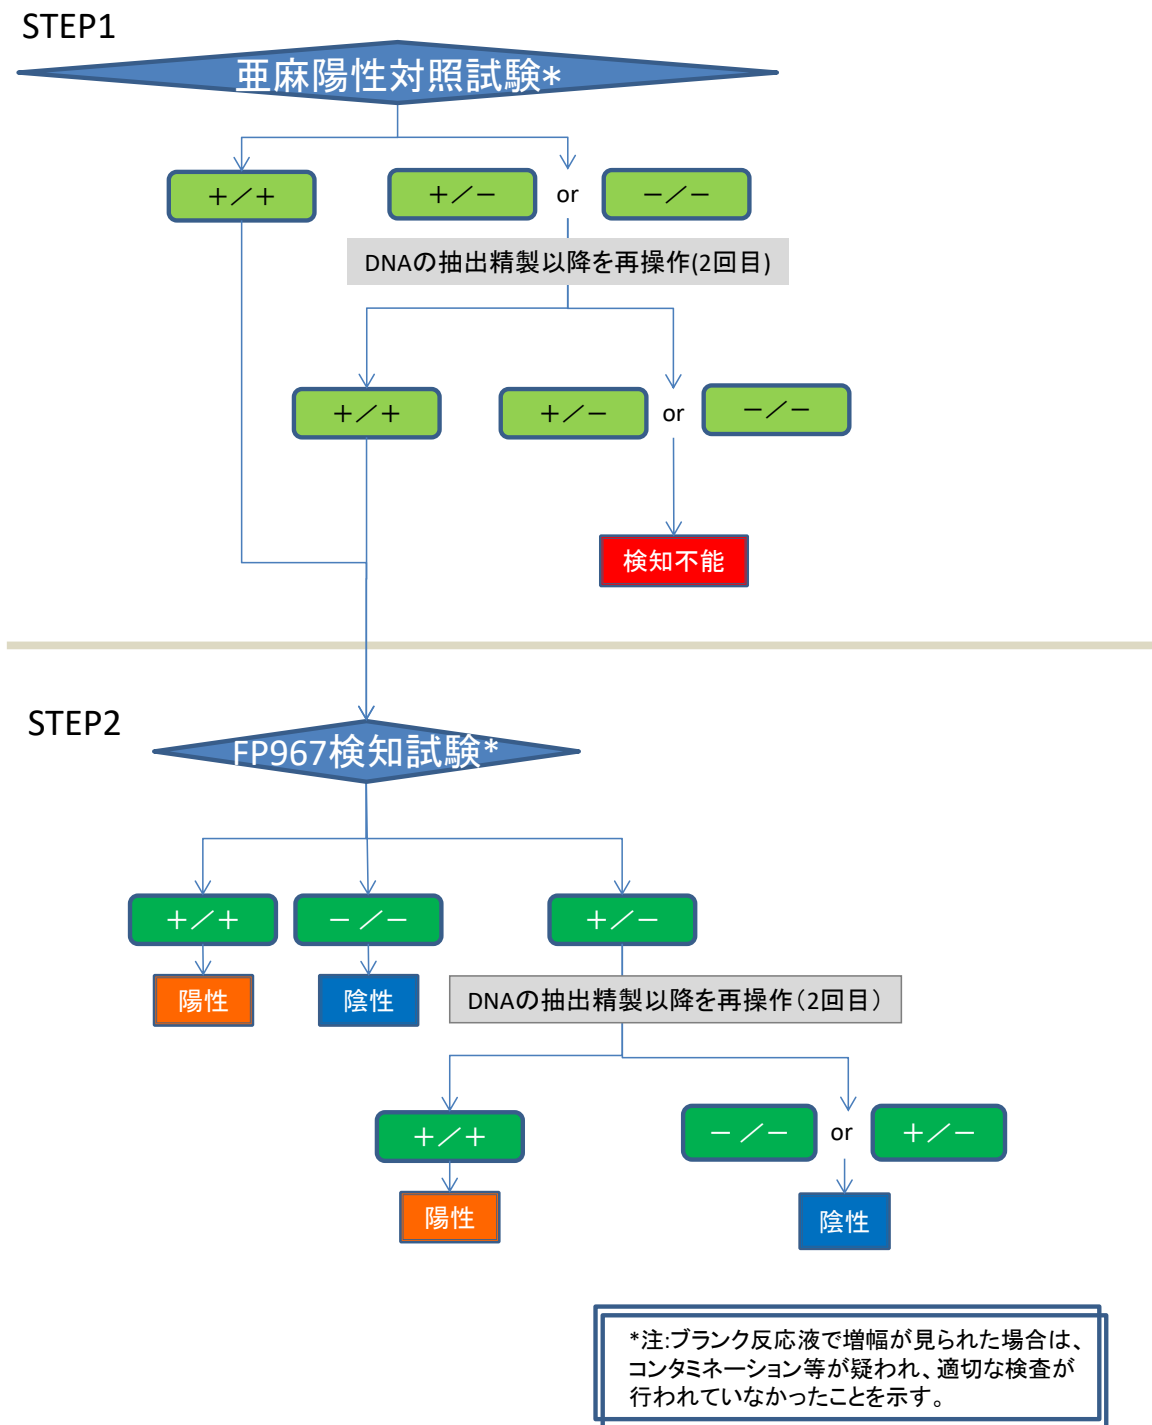 STEP1
亜麻陽性対照試験*
＋／＋
＋／－
or
－／－
DNAの抽出精製以降を再操作(2回目)
＋／＋
＋／－
or
－／－
検知不能
STEP2
FP967検知試験*
＋／＋
－／－
＋／－
陽性
陰性
DNAの抽出精製以降を再操作（2回目）
＋／＋
－／－
or
＋／－
陽性
陰性
*注:ブランク反応液で増幅が見られた場合は、
コンタミネーション等が疑われ、適切な検査が
行われていなかったことを示す。